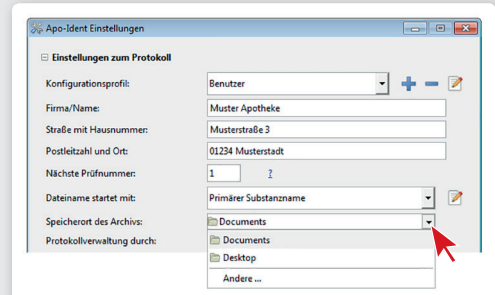 Apo-Ident Einstellungen
Einstellungen zum Protokoll
Konfigurationsprofil: Benutzer
Firma/Name: Muster Apotheke
Straße mit Hausnummer: Musterstraße 3
Postleitzahl und Ort: 01234 Musterstadt
Nächste Prüfnummer: 1 ?
Dateiname startet mit: Primärer Substanzname
Speicherort des Archivs: Documents
Protokollverwaltung durch: Documents
Desktop
Andere ...